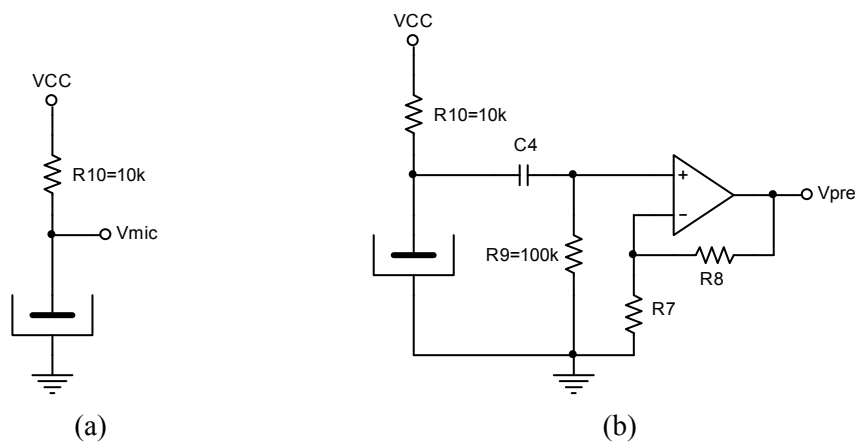 VCC
R10=10k
Vmic
(a)
VCC
R10=10k
C4
+
−
Vpre
R9=100k
R8
R7
(b)